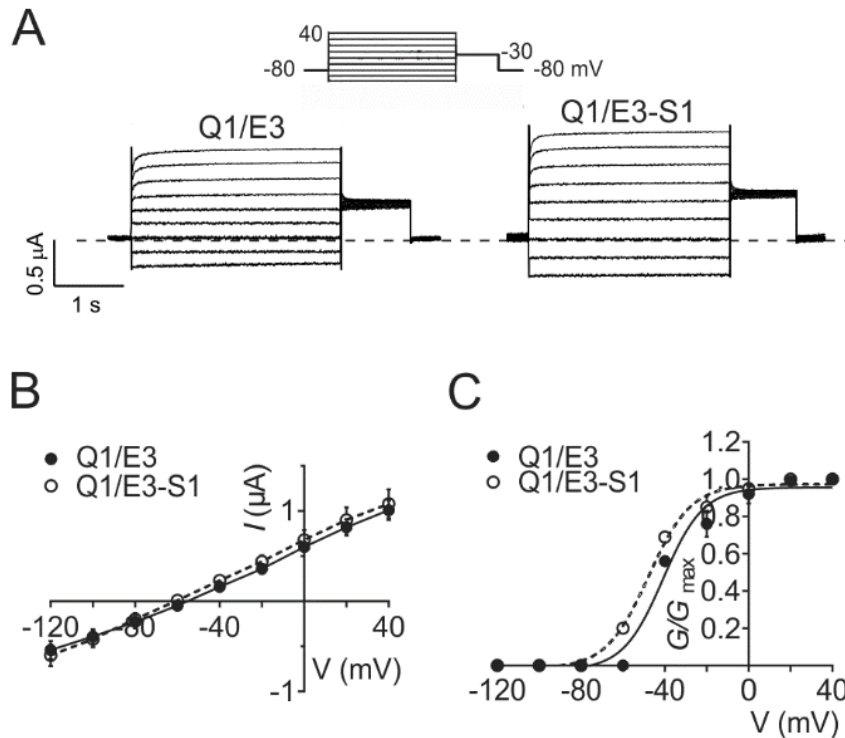 A
40
-30
-80
-80 mV
Q1/E3
Q1/E3-S1
0.5 µA
1 s
B
Q1/E3
Q1/E3-S1
I (µA)
1
-120
-80
-40
0
40
V (mV)
-1
C
Q1/E3
Q1/E3-S1
1.2
1.0
0.8
0.6
0.4
0.2
G/G max
-120
-80
-40
0
40
V (mV)